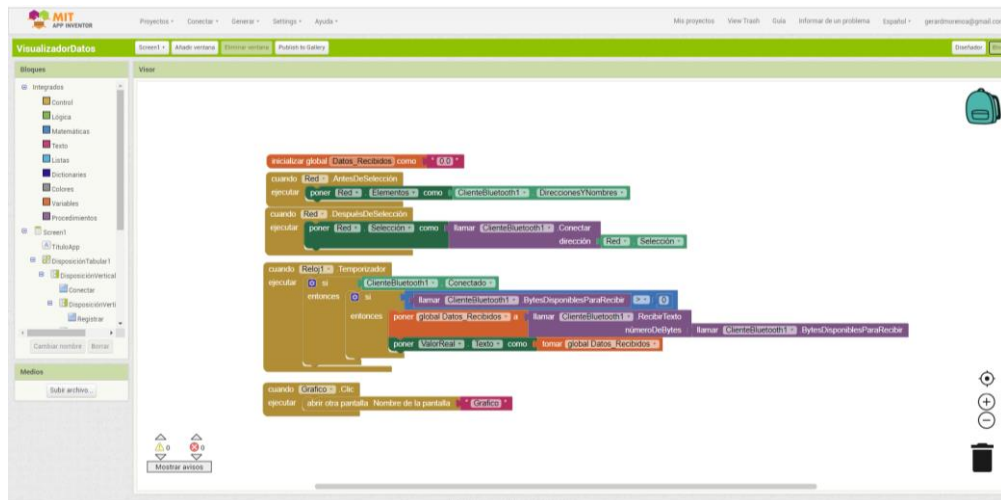 MIT
APP INVENTOR
Proyectos Conectar Generar Settings Ayuda
Mis proyectos View Trash Guía Informar de un problema Español
VisualizadorDatos
Screen1 Añadir ventana Eliminar ventana Publish to Gallery
Diseñador
Bloques
Visor
Integrados
Control
Lógica
Matemáticas
Texto
Listas
Dictionaries
Colores
Variables
Procedimientos
Screen1
TituloApp
DisposiciónTabular1
DisposiciónVertical
Conectar
DisposiciónVerti
Registrar
Cambiar nombre Borrar
Medios
Subir archivo...
inicializar global Datos_Recibidos como " 0.0 "
cuando Red .AntesDeSelección
ejecutar poner Red . Elementos como ClienteBluetooth1 . DireccionesYNombres
cuando Red .DespuésDeSelección
ejecutar poner Red . Selección como llamar ClienteBluetooth1 .Conectar
dirección Red . Selección
cuando Reloj1 .Temporizador
ejecutar si ClienteBluetooth1 . Conectado
entonces si llamar ClienteBluetooth1 .BytesDisponiblesParaRecibir > 0
entonces poner global Datos_Recibidos a llamar ClienteBluetooth1 .RecibirTexto
númeroDeBytes llamar ClienteBluetooth1 .BytesDisponiblesParaRecibir
poner ValorReal . Texto como tomar global Datos_Recibidos
cuando Grafico .Clic
ejecutar abrir otra pantalla Nombre de la pantalla " Grafico "
0 0
Mostrar avisos